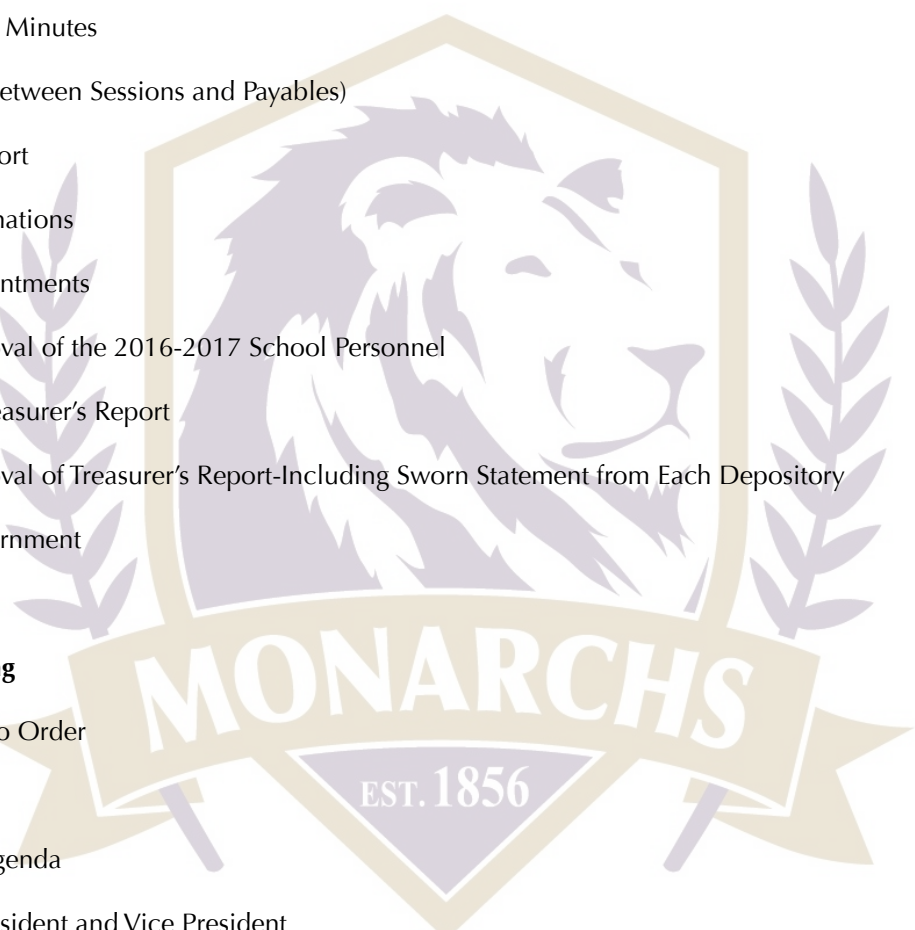 Minutes
etween Sessions and Payables)
ort
nations
ntments
val of the 2016-2017 School Personnel
easurer's Report
val of Treasurer's Report-Including Sworn Statement from Each Depository
rnment
g
o Order
genda
sident and Vice President
MONARCHS
EST. 1856